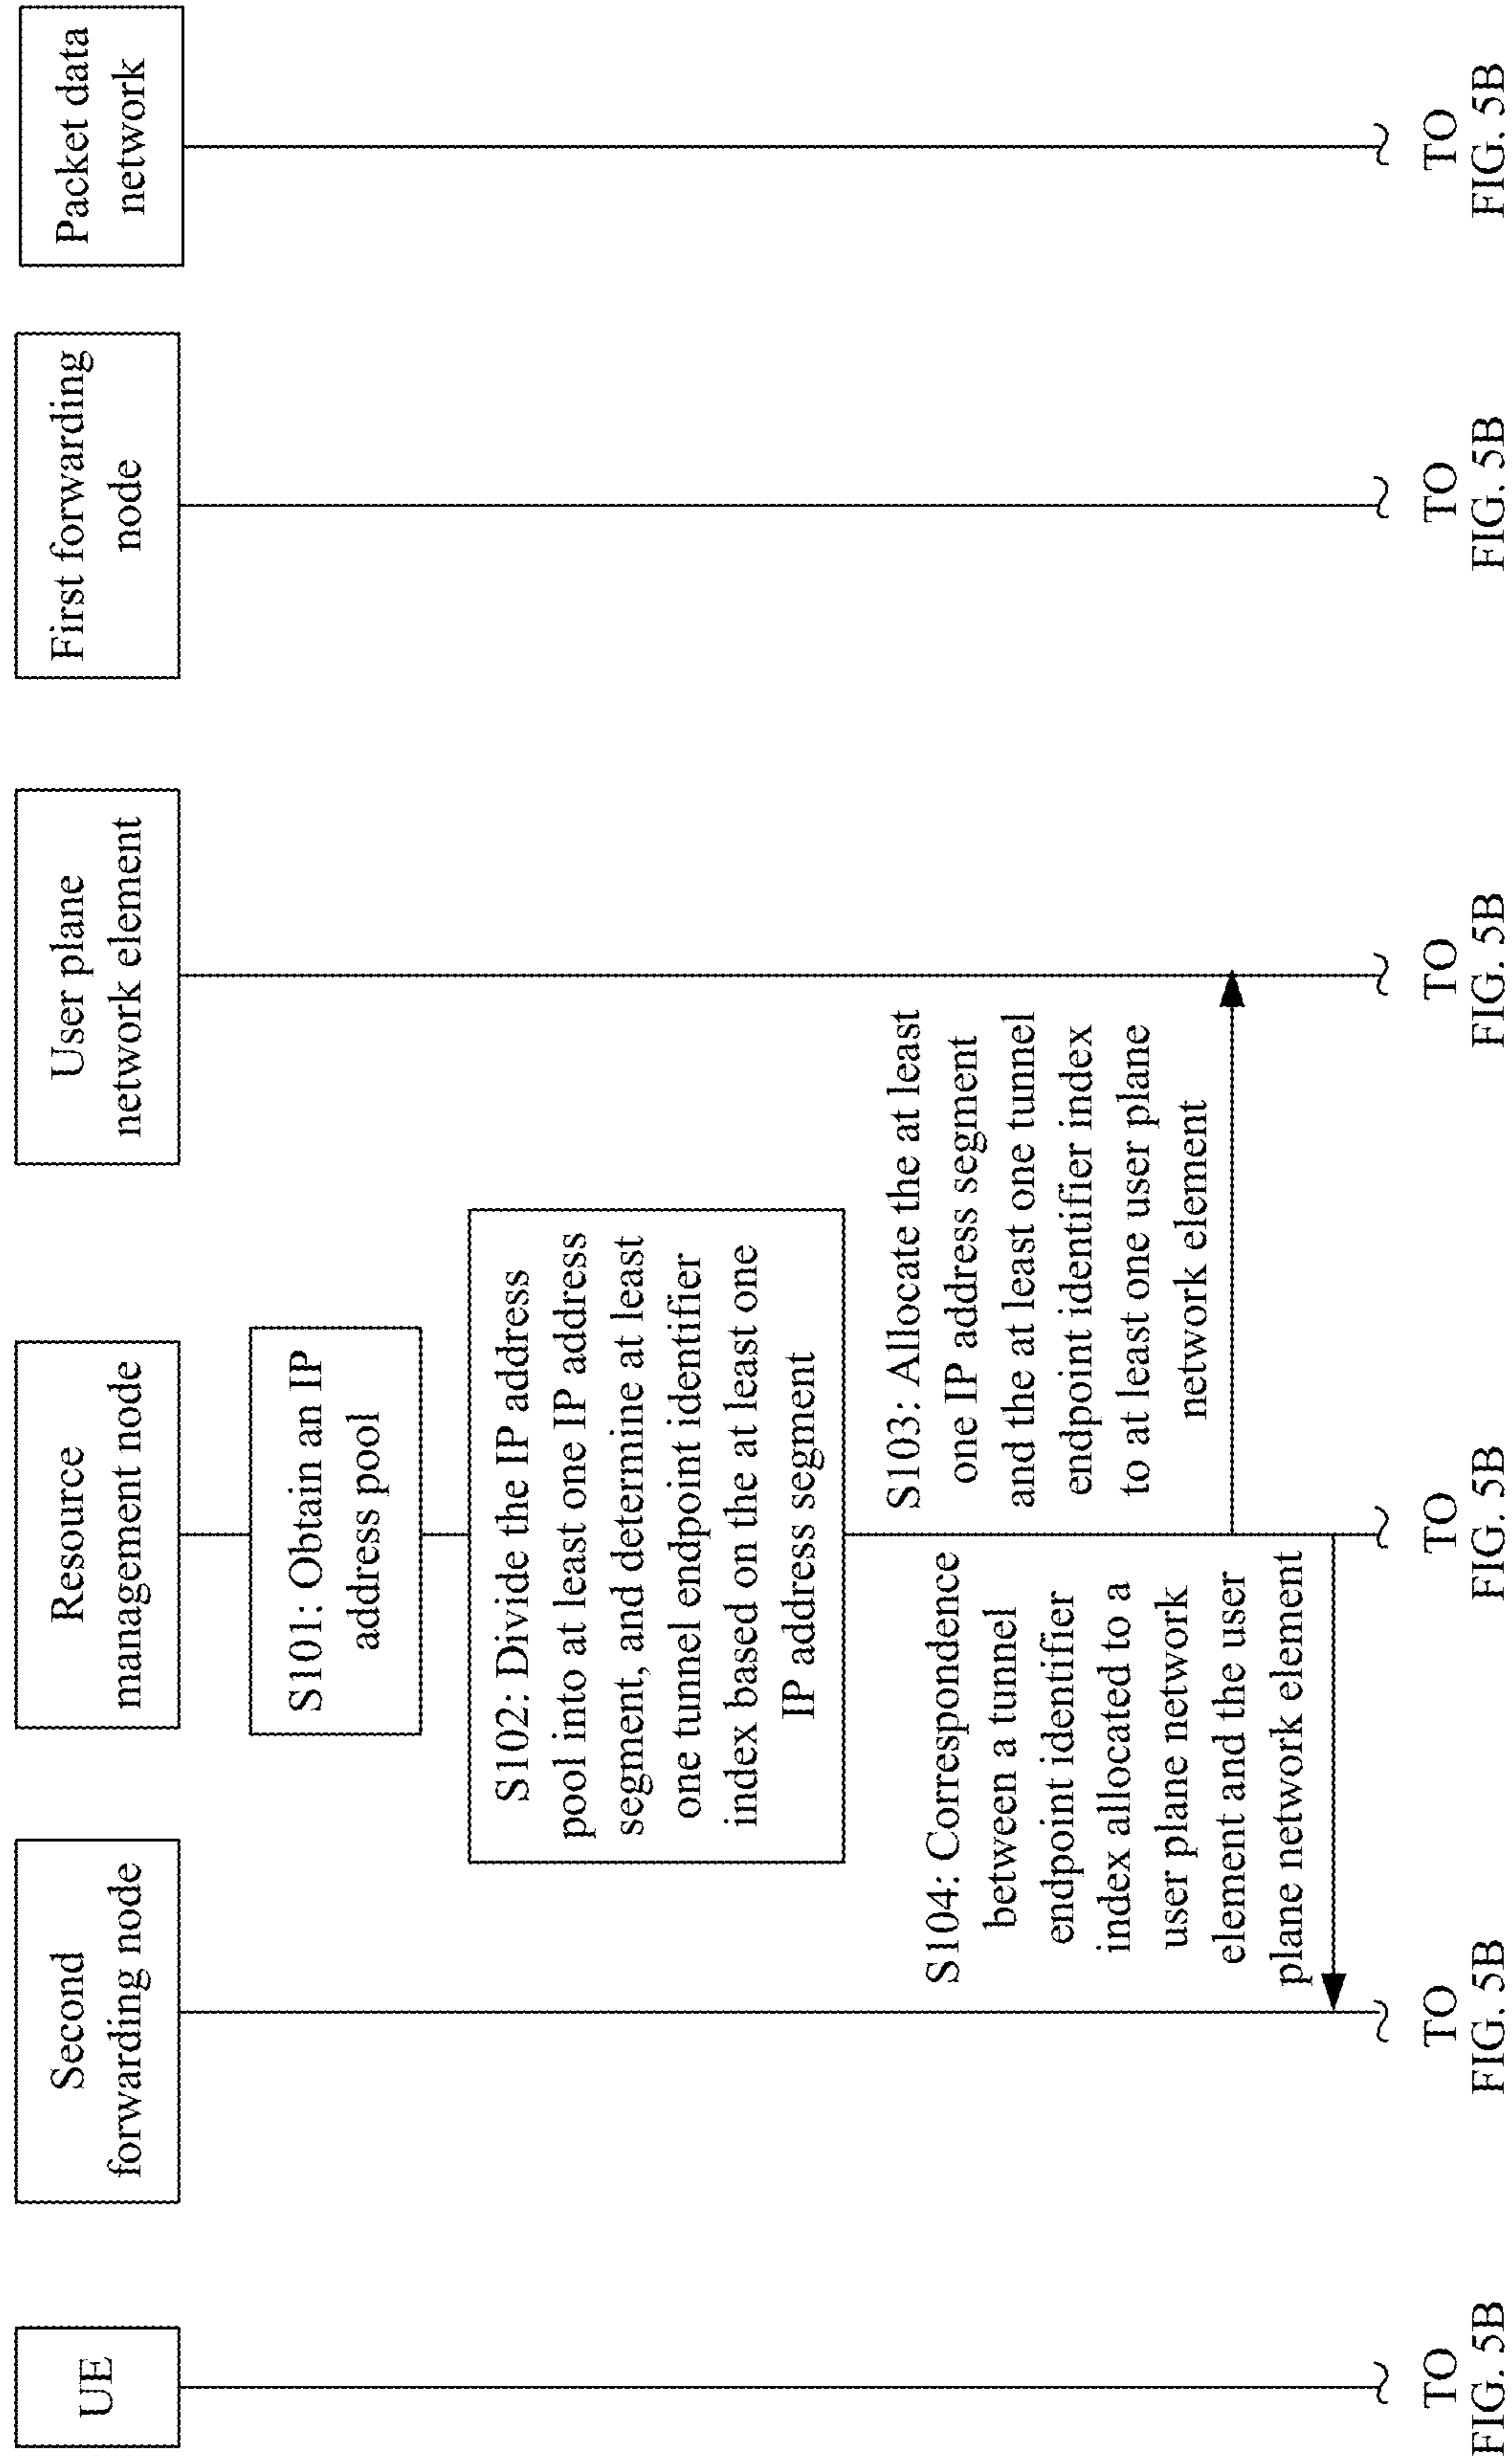 UE
Second
forwarding node
Resource
management node
User plane
network element
First forwarding
node
Packet data
network
S101: Obtain an IP
address pool
S102: Divide the IP address
pool into at least one IP address
segment, and determine at least
one tunnel endpoint identifier
index based on the at least one
IP address segment
S103: Allocate the at least
one IP address segment
and the at least one tunnel
endpoint identifier index
to at least one user plane
network element
S104: Correspondence
between a tunnel
endpoint identifier
index allocated to a
user plane network
element and the user
plane network element
TO
FIG. 5B
TO
FIG. 5B
TO
FIG. 5B
TO
FIG. 5B
TO
FIG. 5B
TO
FIG. 5B